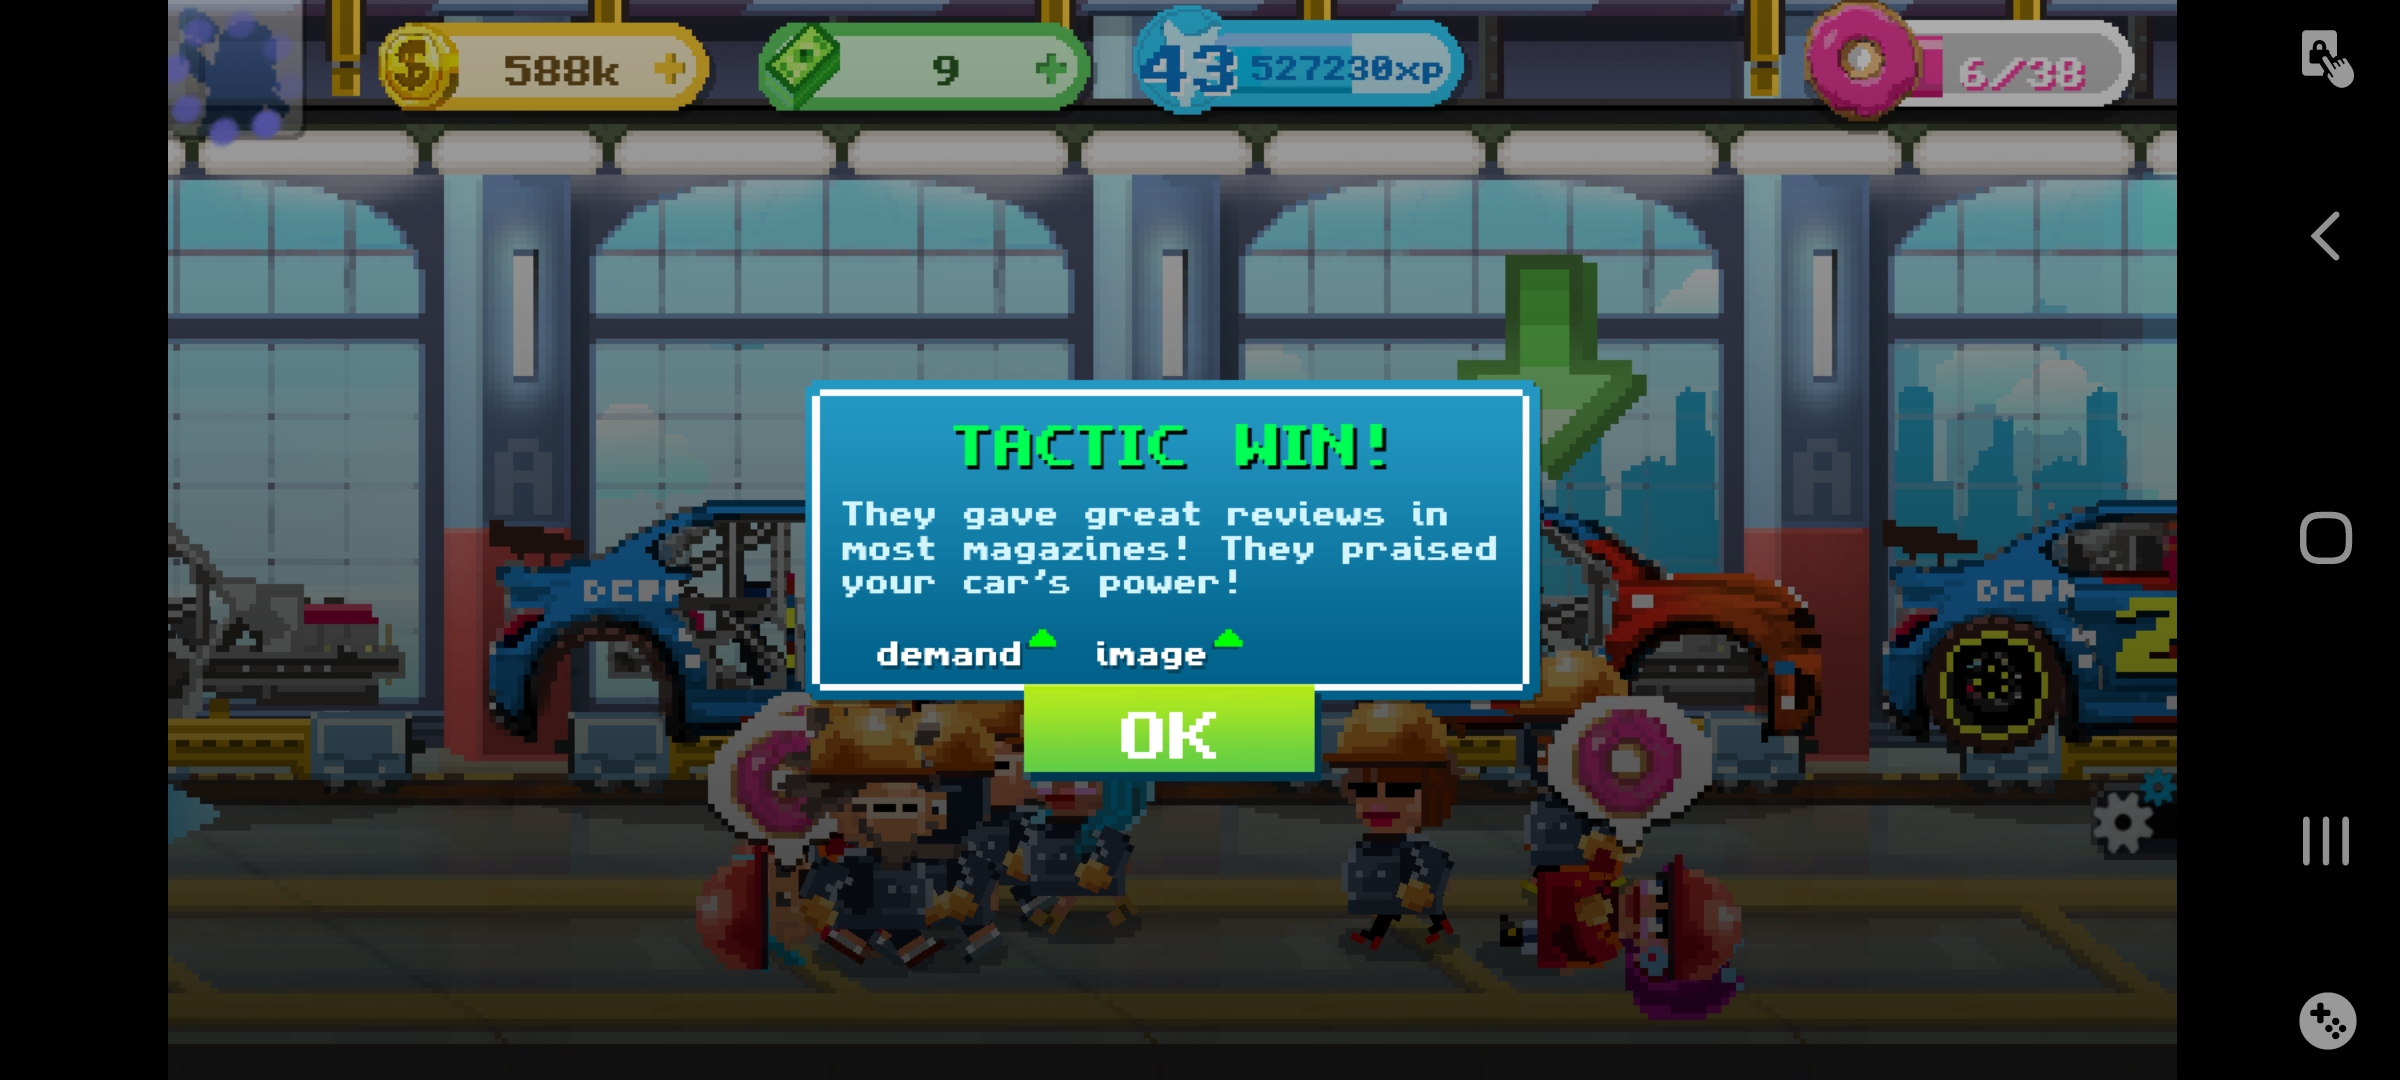 588k
9
43 527230xp
6/38
TACTIC WIN!
They gave great reviews in
most magazines! They praised
your car's power!
demand image
OK
A
A
2